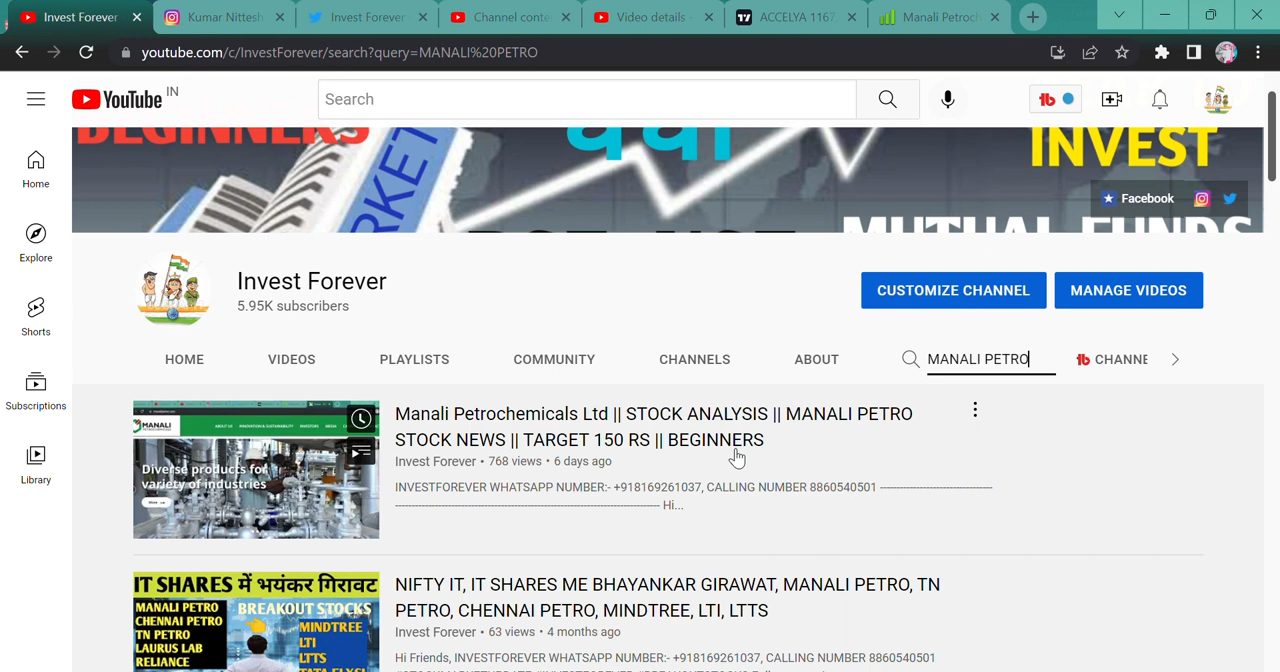 Invest Forever
Kumar Nittesh
Invest Forever
Channel conte
Video details -
ACCELYA 1167
Manali Petroch
youtube.com/c/InvestForever/search?query=MANALI%20PETRO
YouTube IN
Search
BEGINNERS
MARKET
INVEST
Facebook
MUTUAL FUNDS
Home
Explore
Shorts
Subscriptions
Library
Invest Forever
5.95K subscribers
CUSTOMIZE CHANNEL
MANAGE VIDEOS
HOME VIDEOS PLAYLISTS COMMUNITY CHANNELS ABOUT MANALI PETRO CHANNE
MANALI
Diverse products for
variety of industries
Manali Petrochemicals Ltd || STOCK ANALYSIS || MANALI PETRO
STOCK NEWS || TARGET 150 RS || BEGINNERS
Invest Forever • 768 views • 6 days ago
INVESTFOREVER WHATSAPP NUMBER:- +918169261037, CALLING NUMBER 8860540501 -----------------------------------
-------------------------------------------------------------------------------- Hi...
IT SHARES में भयंकर गिरावट
MANALI PETRO
CHENNAI PETRO
TN PETRO
LAURUS LAB
RELIANCE
BREAKOUT STOCKS
MINDTREE
LTI
LTTS
NIFTY IT, IT SHARES ME BHAYANKAR GIRAWAT, MANALI PETRO, TN
PETRO, CHENNAI PETRO, MINDTREE, LTI, LTTS
Invest Forever • 63 views • 4 months ago
Hi Friends, INVESTFOREVER WHATSAPP NUMBER:- +918169261037, CALLING NUMBER 8860540501